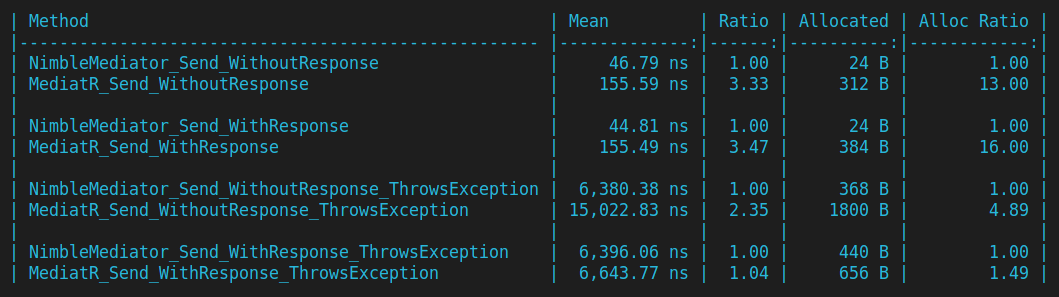 | Method                                              | Mean         | Ratio | Allocated | Alloc Ratio |
|---------------------------------------------------- |-------------:|------:|----------:|------------:|
| NimbleMediator_Send_WithoutResponse                 |     46.79 ns |  1.00 |      24 B |        1.00 |
| MediatR_Send_WithoutResponse                        |    155.59 ns |  3.33 |     312 B |       13.00 |
|                                                     |              |       |           |             |
| NimbleMediator_Send_WithResponse                    |     44.81 ns |  1.00 |      24 B |        1.00 |
| MediatR_Send_WithResponse                           |    155.49 ns |  3.47 |     384 B |       16.00 |
|                                                     |              |       |           |             |
| NimbleMediator_Send_WithoutResponse_ThrowsException |  6,380.38 ns |  1.00 |     368 B |        1.00 |
| MediatR_Send_WithoutResponse_ThrowsException        | 15,022.83 ns |  2.35 |    1800 B |        4.89 |
|                                                     |              |       |           |             |
| NimbleMediator_Send_WithResponse_ThrowsException    |  6,396.06 ns |  1.00 |     440 B |        1.00 |
| MediatR_Send_WithResponse_ThrowsException           |  6,643.77 ns |  1.04 |     656 B |        1.49 |